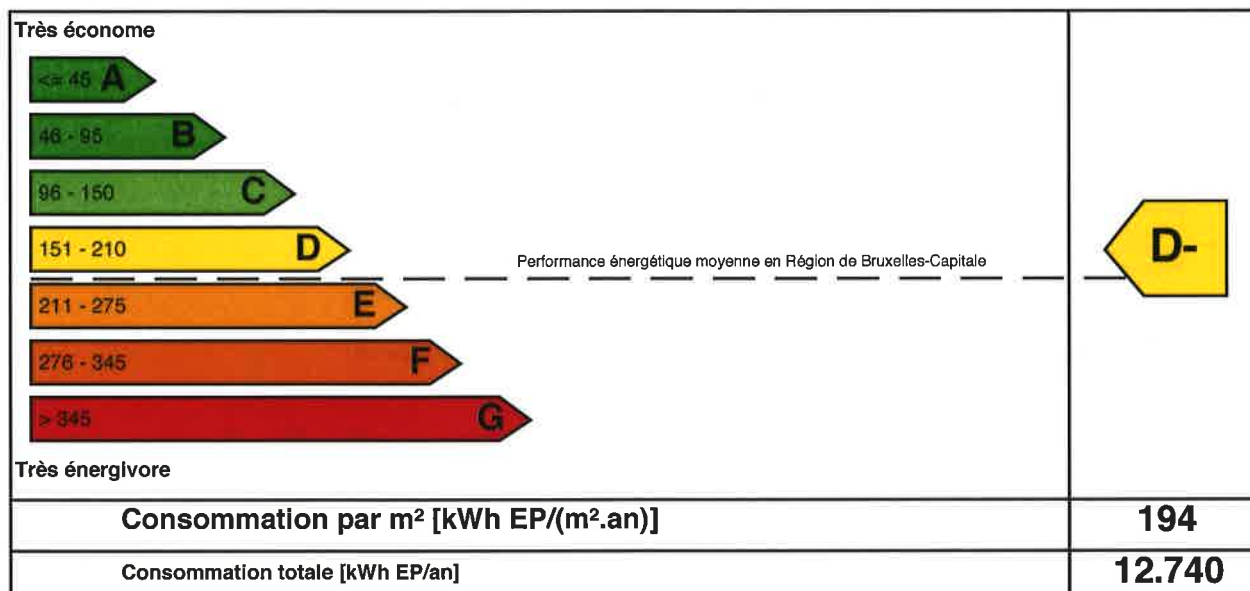 Très économe
<= 45 A
46 - 95 B
96 - 150 C
151 - 210 D
Performance énergétique moyenne en Région de Bruxelles-Capitale
D-
211 - 275 E
276 - 345 F
> 345 G
Très énergivore
Consommation par m² [kWh EP/(m².an)] 194
Consommation totale [kWh EP/an] 12.740